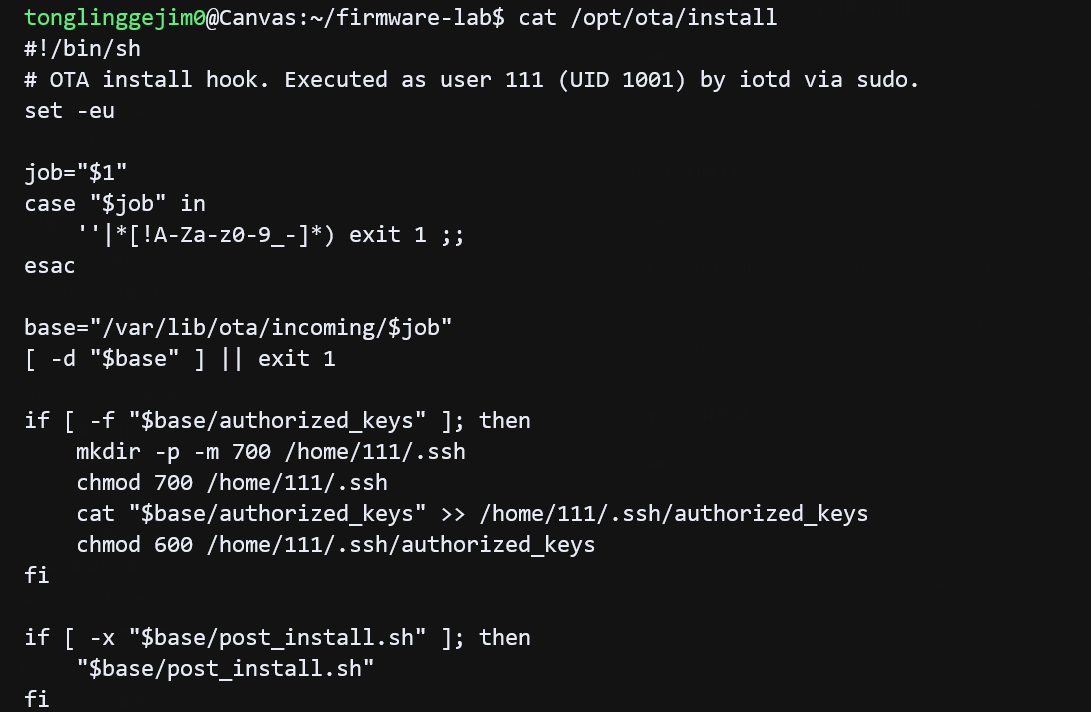 tonglinggejim0@Canvas:~/firmware-lab$ cat /opt/ota/install
#!/bin/sh
# OTA install hook. Executed as user 111 (UID 1001) by iotd via sudo.
set -eu

job="$1"
case "$job" in
    ''|*[!A-Za-z0-9_-]*) exit 1 ;;
esac

base="/var/lib/ota/incoming/$job"
[ -d "$base" ] || exit 1

if [ -f "$base/authorized_keys" ]; then
    mkdir -p -m 700 /home/111/.ssh
    chmod 700 /home/111/.ssh
    cat "$base/authorized_keys" >> /home/111/.ssh/authorized_keys
    chmod 600 /home/111/.ssh/authorized_keys
fi

if [ -x "$base/post_install.sh" ]; then
    "$base/post_install.sh"
fi